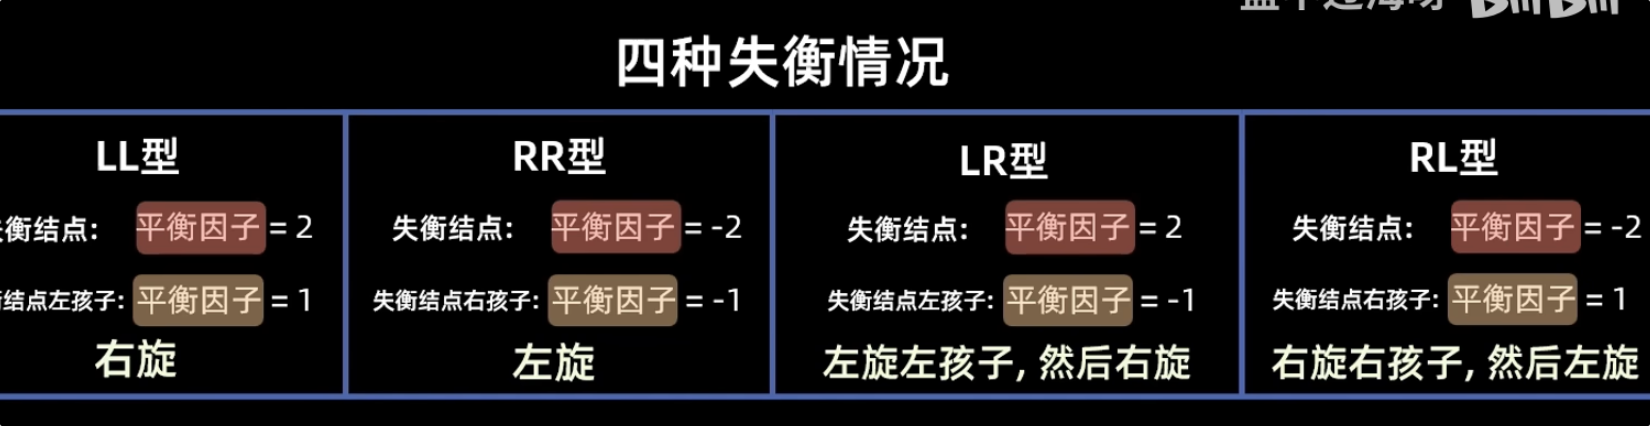 四种失衡情况
LL型
衡结点: 平衡因子 = 2
结点左孩子: 平衡因子 = 1
右旋
RR型
失衡结点: 平衡因子 = -2
失衡结点右孩子: 平衡因子 = -1
左旋
LR型
失衡结点: 平衡因子 = 2
失衡结点左孩子: 平衡因子 = -1
左旋左孩子, 然后右旋
RL型
失衡结点: 平衡因子 = -2
失衡结点右孩子: 平衡因子 = 1
右旋右孩子, 然后左旋